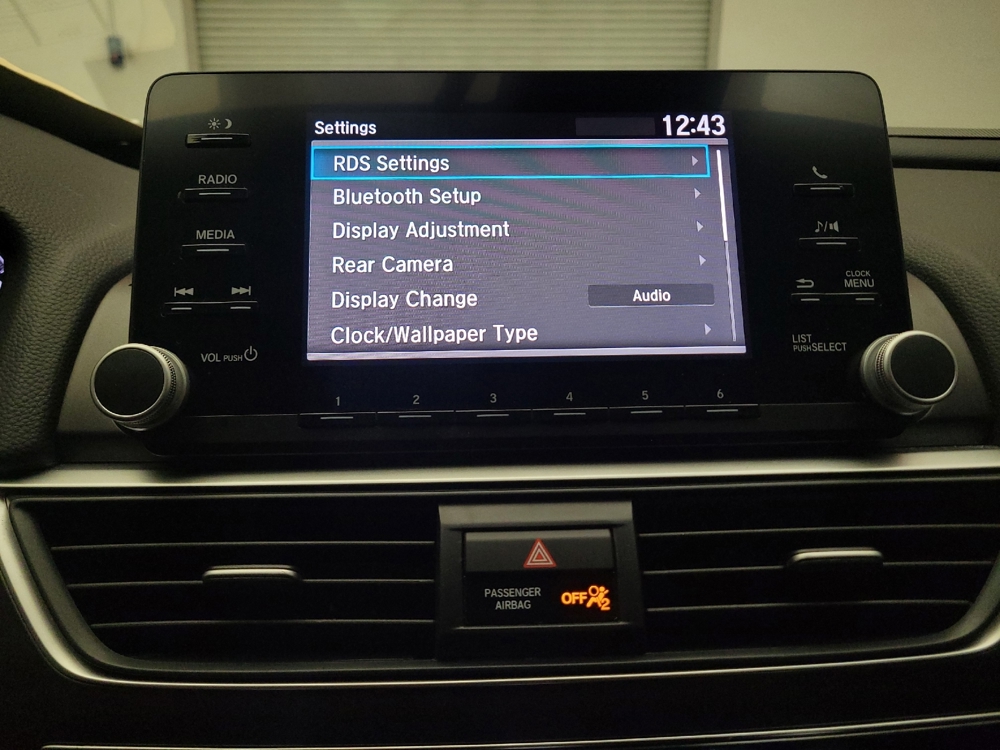 Settings 12:43
RDS Settings
Bluetooth Setup
Display Adjustment
Rear Camera
Display Change Audio
Clock/Wallpaper Type
RADIO
MEDIA
VOL PUSH
CLOCK
MENU
LIST
PUSH SELECT
1 2 3 4 5 6
PASSENGER
AIRBAG
OFF 2